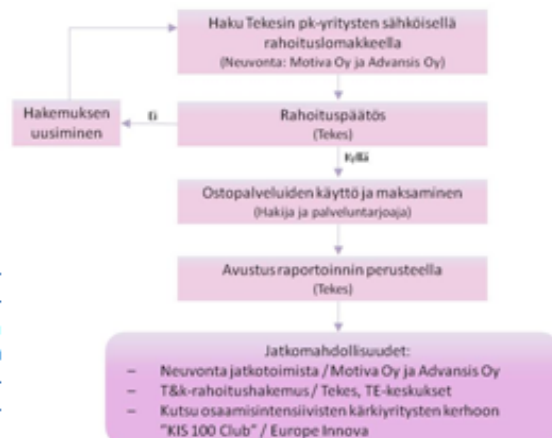 Haku Tekesin pk-yritysten sähköisellä
rahoituslomakkeella
(Neuvonta: Motiva Oy ja Advansis Oy)
Hakemuksen
uusiminen
Ei
Rahoituspäätös
(Tekes)
Kyllä
Ostopalveluiden käyttö ja maksaminen
(Hakija ja palveluntarjoaja)
Avustus raportoinnin perusteella
(Tekes)
Jatkomahdollisuudet:
– Neuvonta jatkotoimista / Motiva Oy ja Advansis Oy
– T&k-rahoitushakemus / Tekes, TE-keskukset
– Kutsu osaamisintensiivisten kärkiyritysten kerhoon
"KIS 100 Club" / Europe Innova